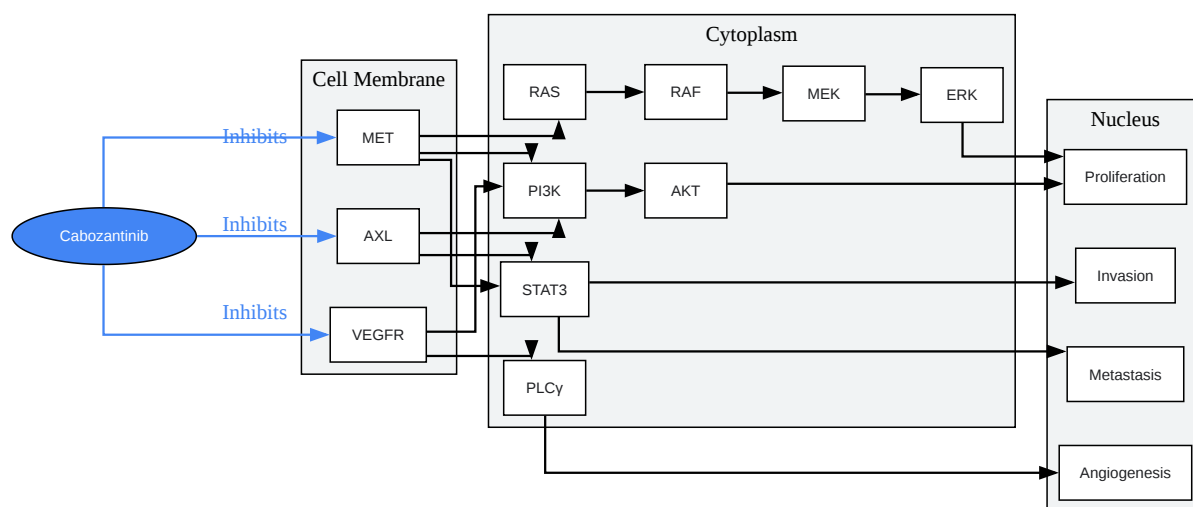 Cytoplasm
Cell Membrane
RAS
RAF
MEK
ERK
Nucleus
Inhibits
MET
Proliferation
PI3K
AKT
Inhibits
Cabozantinib
AXL
STAT3
Invasion
Inhibits
VEGFR
PLCγ
Metastasis
Angiogenesis